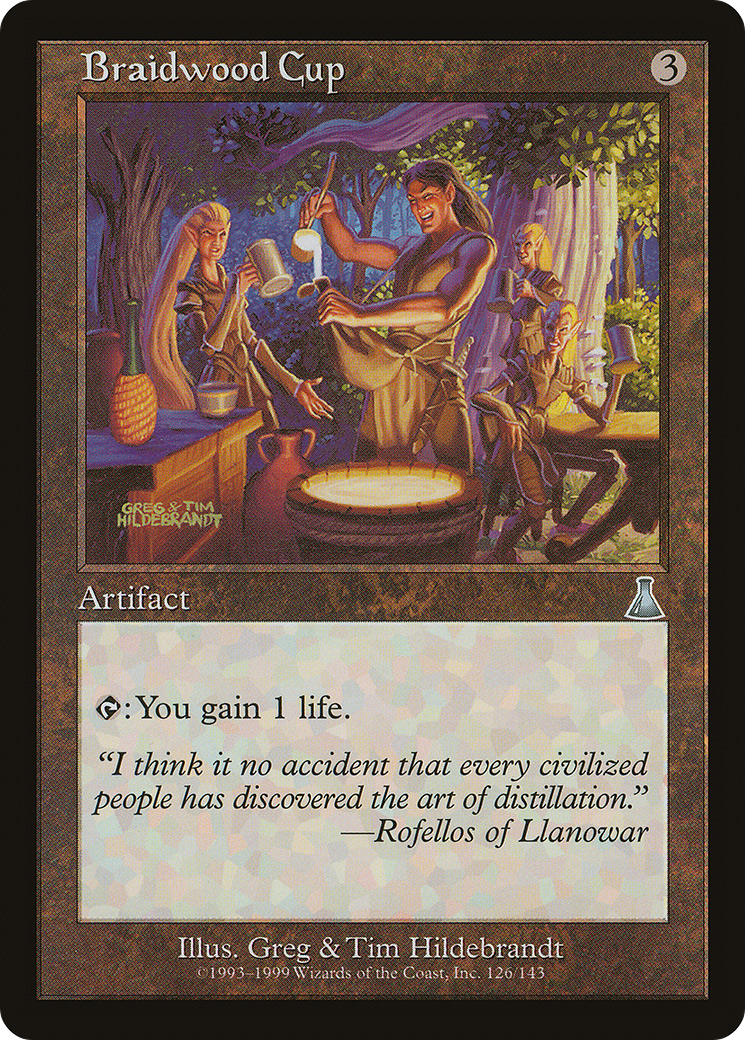 Braidwood Cup 3
GREG & TIM
HILDEBRANDT
Artifact
: You gain 1 life.
“I think it no accident that every civilized
people has discovered the art of distillation.”
—Rofellos of Llanowar
Illus. Greg & Tim Hildebrandt
©1993–1999 Wizards of the Coast, Inc. 126/143